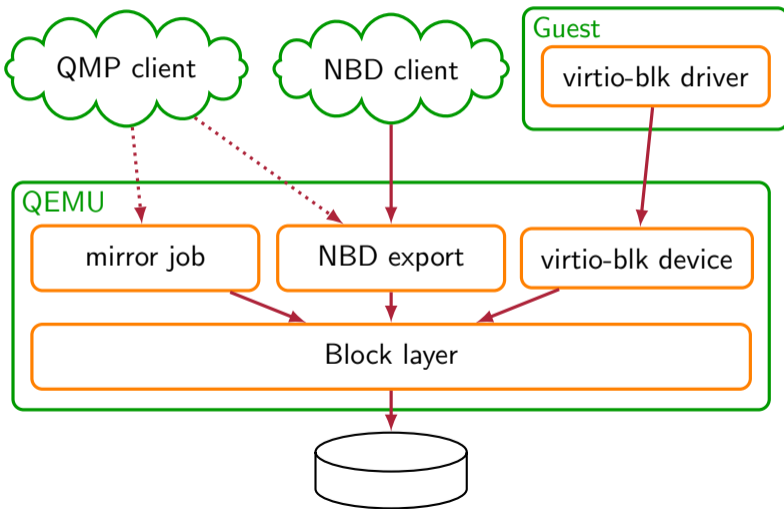 Guest
QMP client
NBD client
virtio-blk driver
QEMU
mirror job
NBD export
virtio-blk device
Block layer